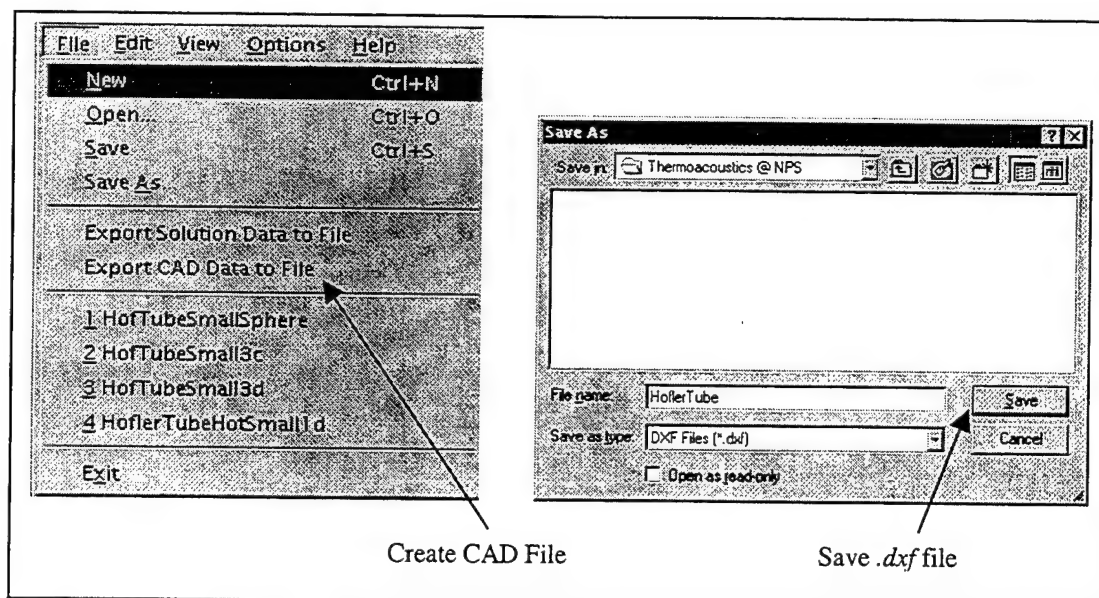 File Edit View Options Help
New Ctrl+N
Open... Ctrl+O
Save Ctrl+S
Save As
Export Solution Data to File
Export CAD Data to File
1 HofTubeSmallSphere
2 HofTubeSmall3c
3 HofTubeSmall3d
4 HoflerTubeHotSmall1d
Exit
Create CAD File
Save As
Save in: Thermoacoustics @ NPS
File name: HoflerTube
Save
Save as type: DXF Files (*.dxf)
Cancel
Open as read-only
Save .dxf file